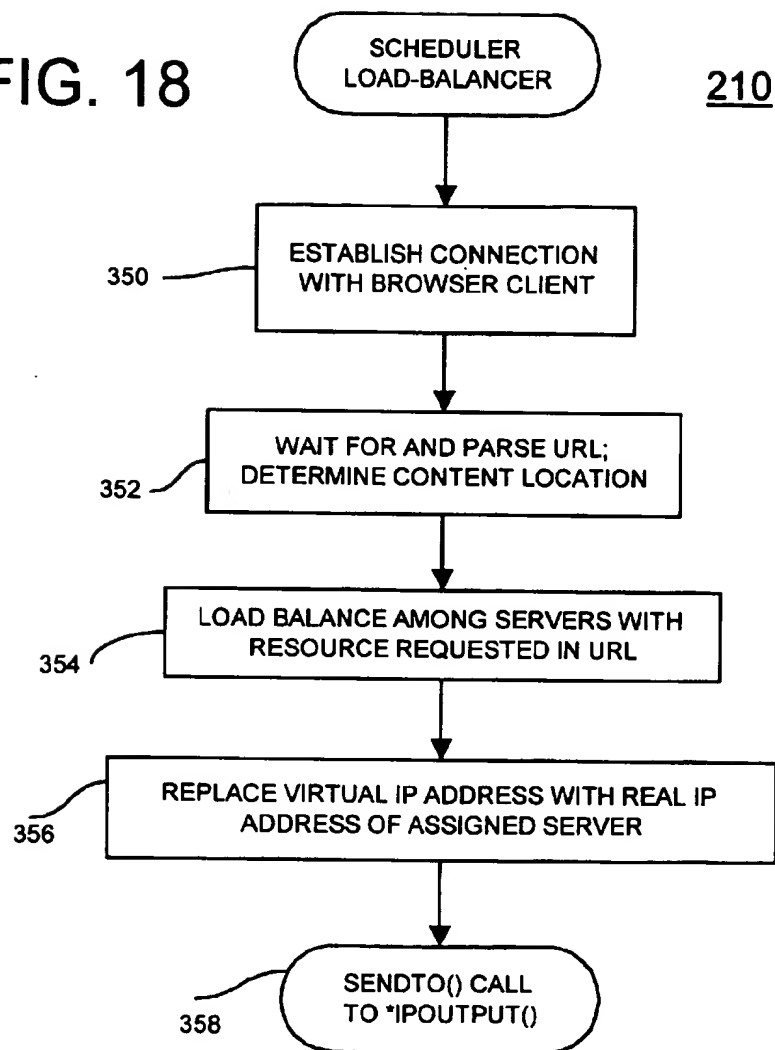 FIG. 18
SCHEDULER
LOAD-BALANCER
210
350
ESTABLISH CONNECTION
WITH BROWSER CLIENT
352
WAIT FOR AND PARSE URL;
DETERMINE CONTENT LOCATION
354
LOAD BALANCE AMONG SERVERS WITH
RESOURCE REQUESTED IN URL
356
REPLACE VIRTUAL IP ADDRESS WITH REAL IP
ADDRESS OF ASSIGNED SERVER
358
SENDTO() CALL
TO *IPOUTPUT()